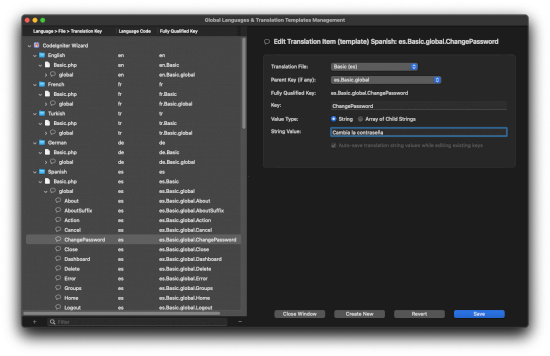 Global Languages & Translation Templates Management
Language > File > Translation Key Language Code Fully Qualified Key
CodeIgniter Wizard
English en en
Basic.php en en.Basic
global en en.Basic.global
French fr fr
Basic.php fr fr.Basic
global fr fr.Basic.global
Turkish tr tr
Basic.php tr tr.Basic
global tr tr.Basic.global
German de de
Basic.php de de.Basic
global de de.Basic.global
Spanish es es
Basic.php es es.Basic
global es es.Basic.global
About es es.Basic.global.About
AboutSuffix es es.Basic.global.AboutSuffix
Action es es.Basic.global.Action
Cancel es es.Basic.global.Cancel
ChangePassword es es.Basic.global.ChangePassword
Close es es.Basic.global.Close
Dashboard es es.Basic.global.Dashboard
Delete es es.Basic.global.Delete
Error es es.Basic.global.Error
Groups es es.Basic.global.Groups
Home es es.Basic.global.Home
Logout es es.Basic.global.Logout
+ Filter −
Edit Translation Item (template) Spanish: es.Basic.global.ChangePassword
Translation File: Basic (es)
Parent Key (if any): es.Basic.global
Fully Qualified Key: es.Basic.global.ChangePassword
Key: ChangePassword
Value Type: String Array of Child Strings
String Value: Cambia la contraseña
Auto-save translation string values while editing existing keys
Close Window Create New Revert Save